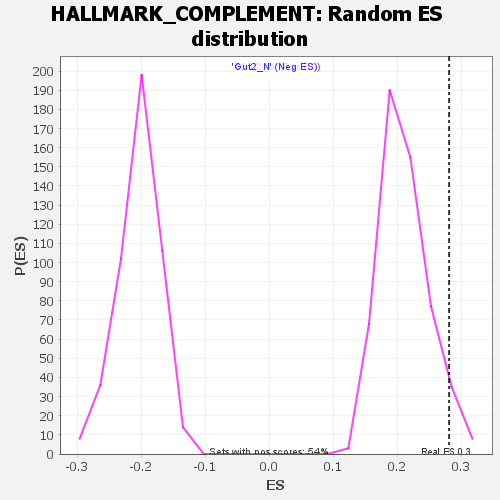 HALLMARK_COMPLEMENT: Random ES
distribution
'Gut2_N' (Neg ES))
200
190
180
170
160
150
140
130
120
110
100
90
80
70
60
50
40
30
20
10
0
P(ES)
Sets with pos scores: 54%
Real ES 0.3
-0.3 -0.2 -0.1 0.0 0.1 0.2 0.3
ES